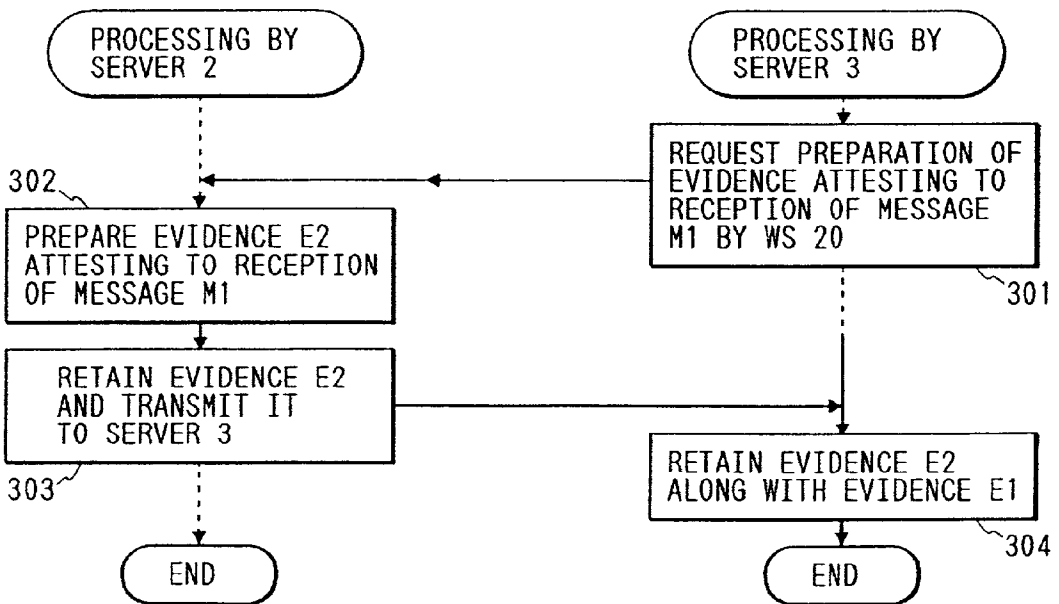 PROCESSING BY
SERVER 2
PROCESSING BY
SERVER 3
REQUEST PREPARATION OF
EVIDENCE ATTESTING TO
RECEPTION OF MESSAGE
M1 BY WS 20
301
302
PREPARE EVIDENCE E2
ATTESTING TO RECEPTION
OF MESSAGE M1
RETAIN EVIDENCE E2
AND TRANSMIT IT
TO SERVER 3
303
RETAIN EVIDENCE E2
ALONG WITH EVIDENCE E1
304
END
END